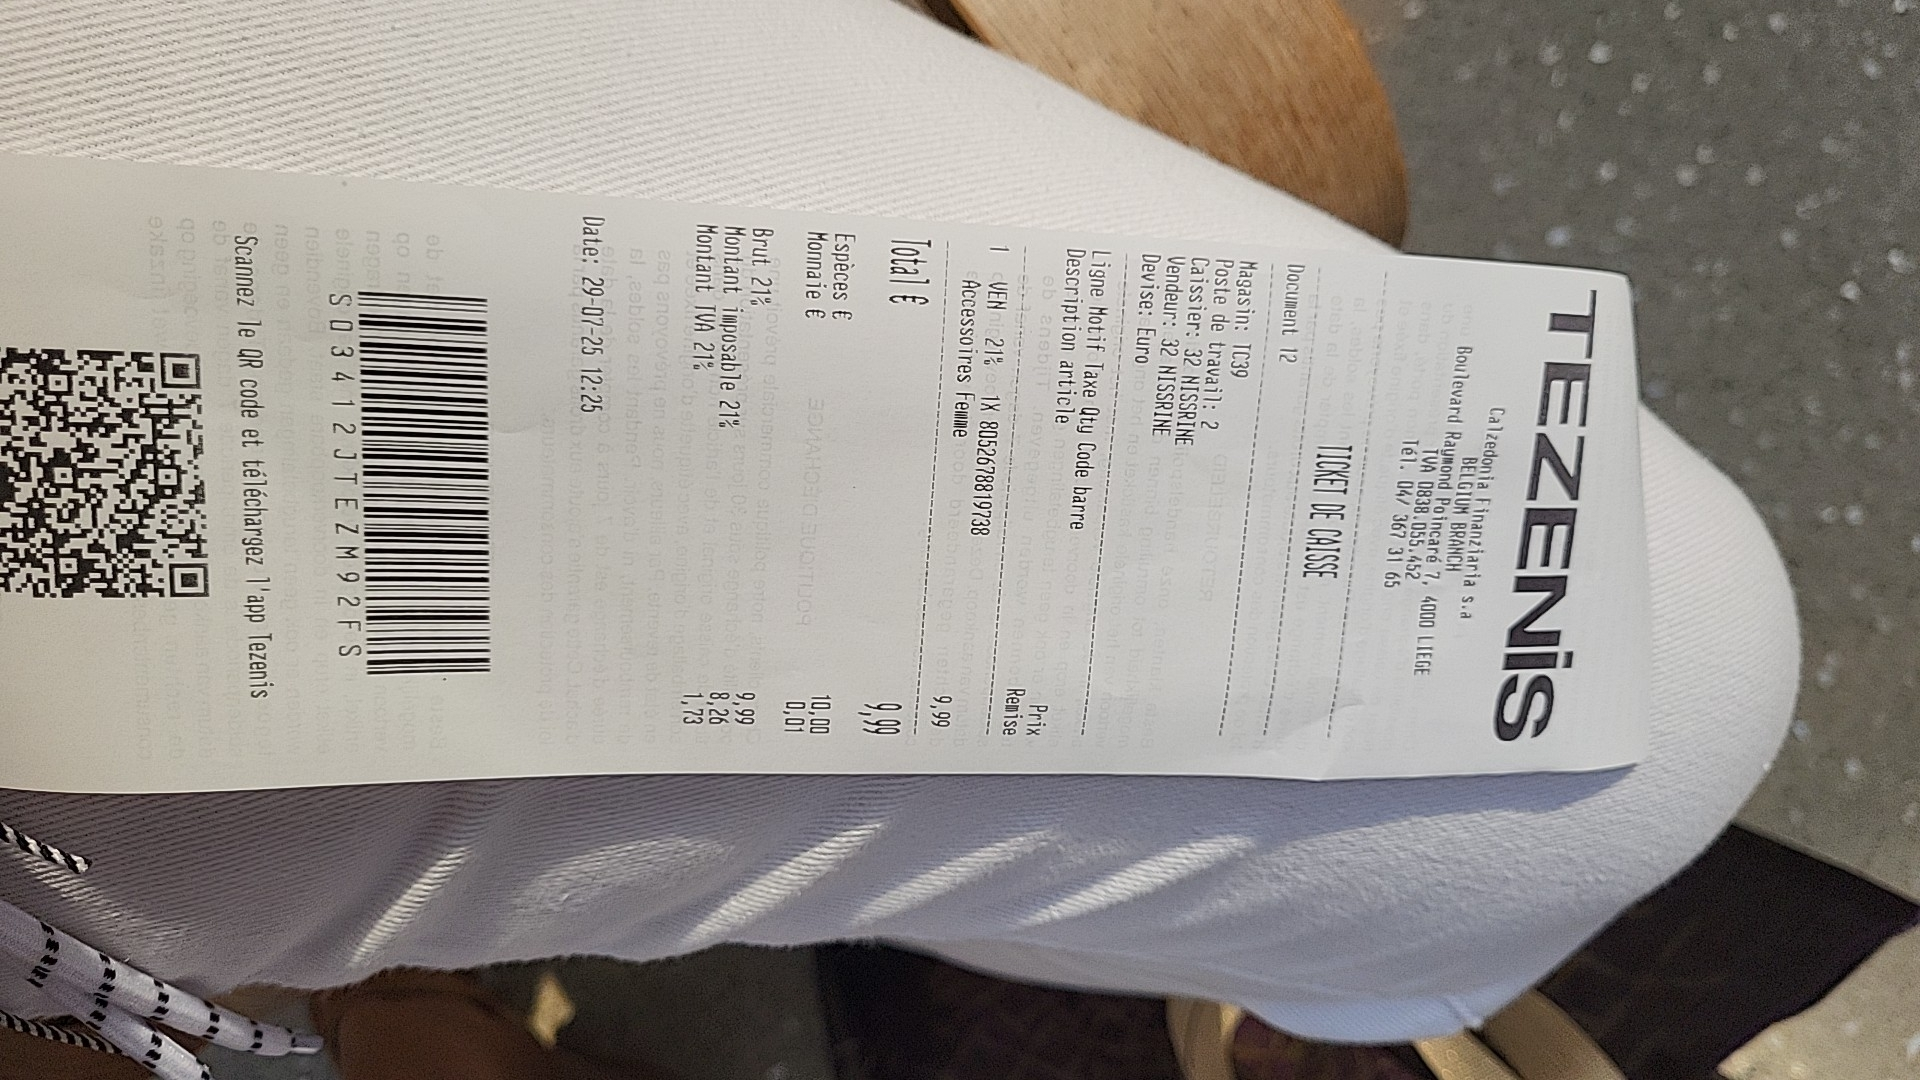 TEZENiS
Calzedonia Finanziaria s.a
BELGIUM BRANCH
Boulevard Raymond Poincaré 7, 4000 LIEGE
TVA 0838.055.452
Tél. 04/ 367 31 65
TICKET DE CAISSE
Document 12
Magasin: TC39
Poste de travail: 2
Caissier: 32 NISSRINE
Vendeur: 32 NISSRINE
Devise: Euro
Ligne Motif Taxe Qty Code barre Prix
Description article Remise
1 VEN 21% 1X 8052678819738 9,99
Accessoires Femme
Total € 9,99
Espèces € 10,00
Monnaie € 0,01
Brut 21% 9,99
Montant imposable 21% 8,26
Montant TVA 21% 1,73
Date: 29-07-25 12:25
S03412JTEZM92FS
Scannez le QR code et téléchargez l'app Tezenis